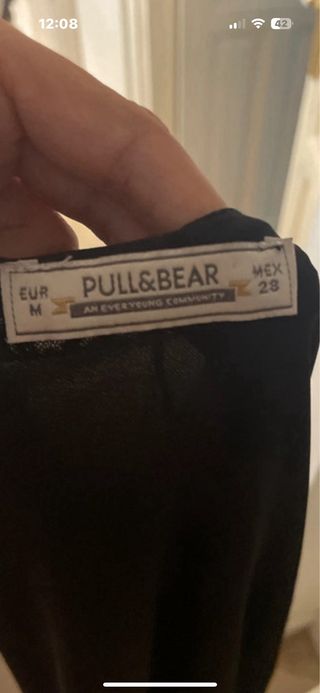 12:08
42
PULL&BEAR
AN EVERYOUNG COMMUNITY
EUR
M
MEX
28